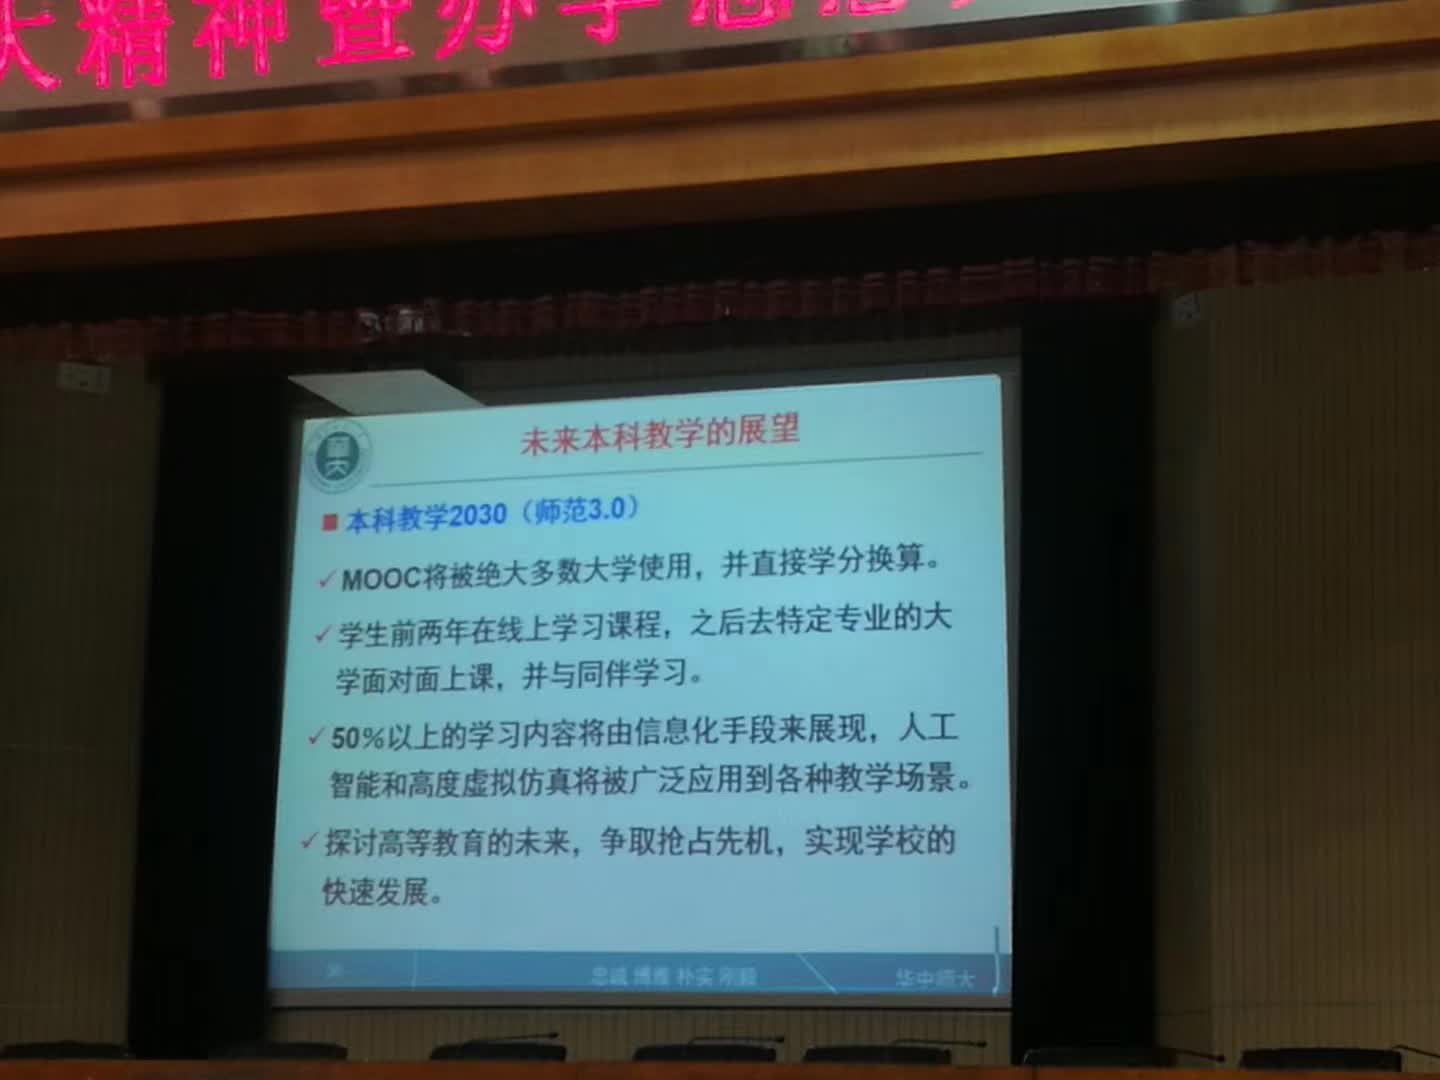 大精神暨办学思想
未来本科教学的展望
本科教学2030（师范3.0）
MOOC将被绝大多数大学使用，并直接学分换算。
学生前两年在线上学习课程，之后去特定专业的大
学面对面上课，并与同伴学习。
50%以上的学习内容将由信息化手段来展现，人工
智能和高度虚拟仿真将被广泛应用到各种教学场景。
探讨高等教育的未来，争取抢占先机，实现学校的
快速发展。
忠诚 博雅 朴实 刚毅
华中师大